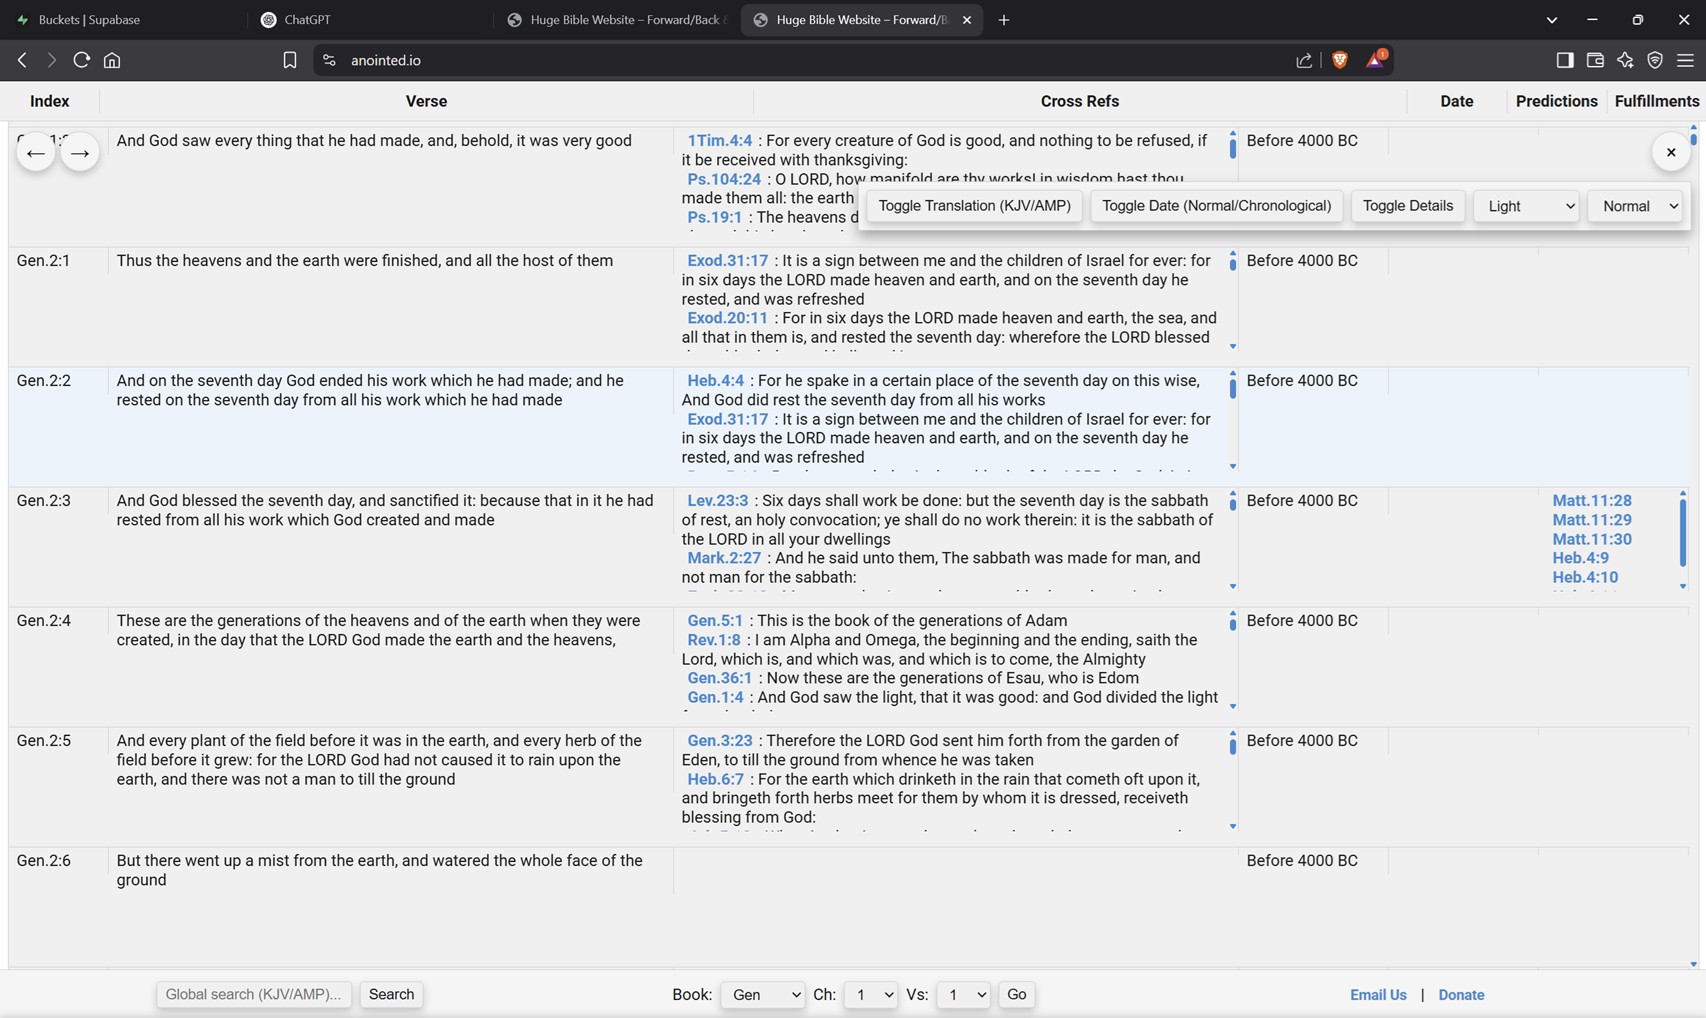 Buckets | Supabase
ChatGPT
Huge Bible Website – Forward/Back &
Huge Bible Website – Forward/B
anointed.io
1
Index
Verse
Cross Refs
Date
Predictions
Fulfillments
And God saw every thing that he had made, and, behold, it was very good
1Tim.4:4 : For every creature of God is good, and nothing to be refused, if
it be received with thanksgiving:
Ps.104:24 : O LORD, how manifold are thy works! in wisdom hast thou
made them all: the earth
Ps.19:1 : The heavens d
Before 4000 BC
Toggle Translation (KJV/AMP)
Toggle Date (Normal/Chronological)
Toggle Details
Light
Normal
Gen.2:1
Thus the heavens and the earth were finished, and all the host of them
Exod.31:17 : It is a sign between me and the children of Israel for ever: for
in six days the LORD made heaven and earth, and on the seventh day he
rested, and was refreshed
Exod.20:11 : For in six days the LORD made heaven and earth, the sea, and
all that in them is, and rested the seventh day: wherefore the LORD blessed
Before 4000 BC
Gen.2:2
And on the seventh day God ended his work which he had made; and he
rested on the seventh day from all his work which he had made
Heb.4:4 : For he spake in a certain place of the seventh day on this wise,
And God did rest the seventh day from all his works
Exod.31:17 : It is a sign between me and the children of Israel for ever: for
in six days the LORD made heaven and earth, and on the seventh day he
rested, and was refreshed
Before 4000 BC
Gen.2:3
And God blessed the seventh day, and sanctified it: because that in it he had
rested from all his work which God created and made
Lev.23:3 : Six days shall work be done: but the seventh day is the sabbath
of rest, an holy convocation; ye shall do no work therein: it is the sabbath of
the LORD in all your dwellings
Mark.2:27 : And he said unto them, The sabbath was made for man, and
not man for the sabbath:
Before 4000 BC
Matt.11:28
Matt.11:29
Matt.11:30
Heb.4:9
Heb.4:10
Gen.2:4
These are the generations of the heavens and of the earth when they were
created, in the day that the LORD God made the earth and the heavens,
Gen.5:1 : This is the book of the generations of Adam
Rev.1:8 : I am Alpha and Omega, the beginning and the ending, saith the
Lord, which is, and which was, and which is to come, the Almighty
Gen.36:1 : Now these are the generations of Esau, who is Edom
Gen.1:4 : And God saw the light, that it was good: and God divided the light
Before 4000 BC
Gen.2:5
And every plant of the field before it was in the earth, and every herb of the
field before it grew: for the LORD God had not caused it to rain upon the
earth, and there was not a man to till the ground
Gen.3:23 : Therefore the LORD God sent him forth from the garden of
Eden, to till the ground from whence he was taken
Heb.6:7 : For the earth which drinketh in the rain that cometh oft upon it,
and bringeth forth herbs meet for them by whom it is dressed, receiveth
blessing from God:
Before 4000 BC
Gen.2:6
But there went up a mist from the earth, and watered the whole face of the
ground
Before 4000 BC
Global search (KJV/AMP)...
Search
Book:
Gen
Ch:
1
Vs:
1
Go
Email Us | Donate